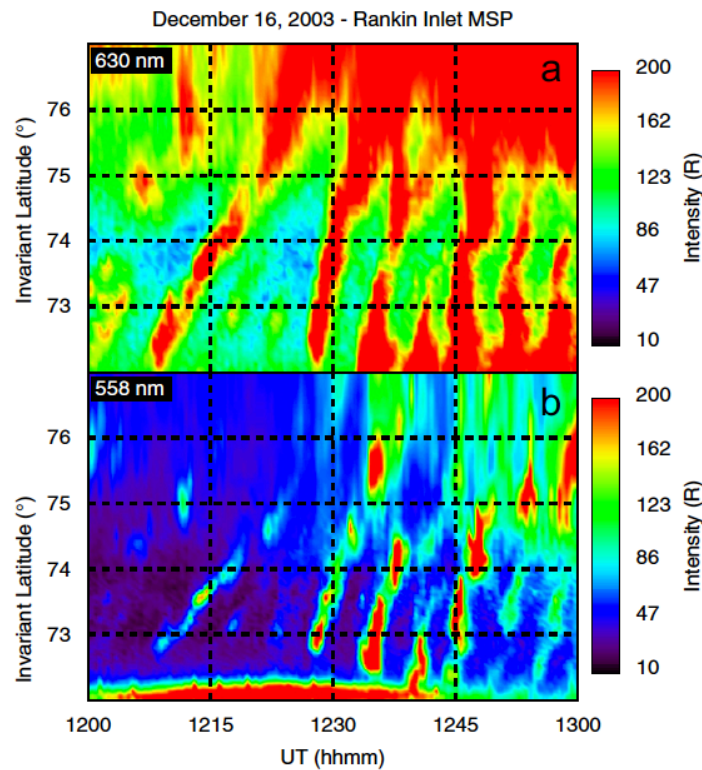 December 16, 2003 - Rankin Inlet MSP
630 nm
a
200
162
123
86
47
10
Intensity (R)
76
75
74
73
Invariant Latitude (°)
558 nm
b
200
162
123
86
47
10
Intensity (R)
76
75
74
73
Invariant Latitude (°)
1200 1215 1230 1245 1300
UT (hhmm)